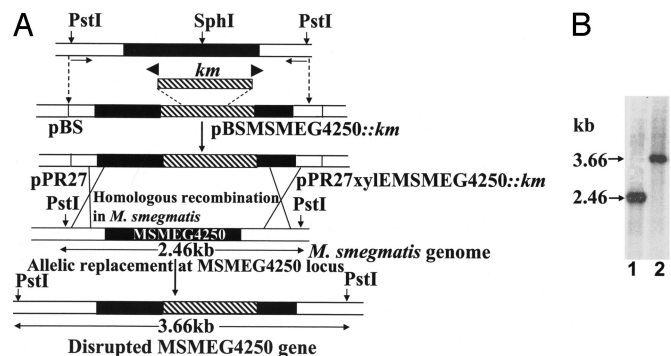 A
PstI SphI PstI
km
pBS pBSMSMEG4250::km
pPR27 pPR27xylEMSMEG4250::km
Homologous recombination
in M. smegmatis
PstI PstI
MSMEG4250
2.46kb M. smegmatis genome
Allelic replacement at MSMEG4250 locus
PstI PstI
3.66kb
Disrupted MSMEG4250 gene
B
kb
3.66
2.46
1 2